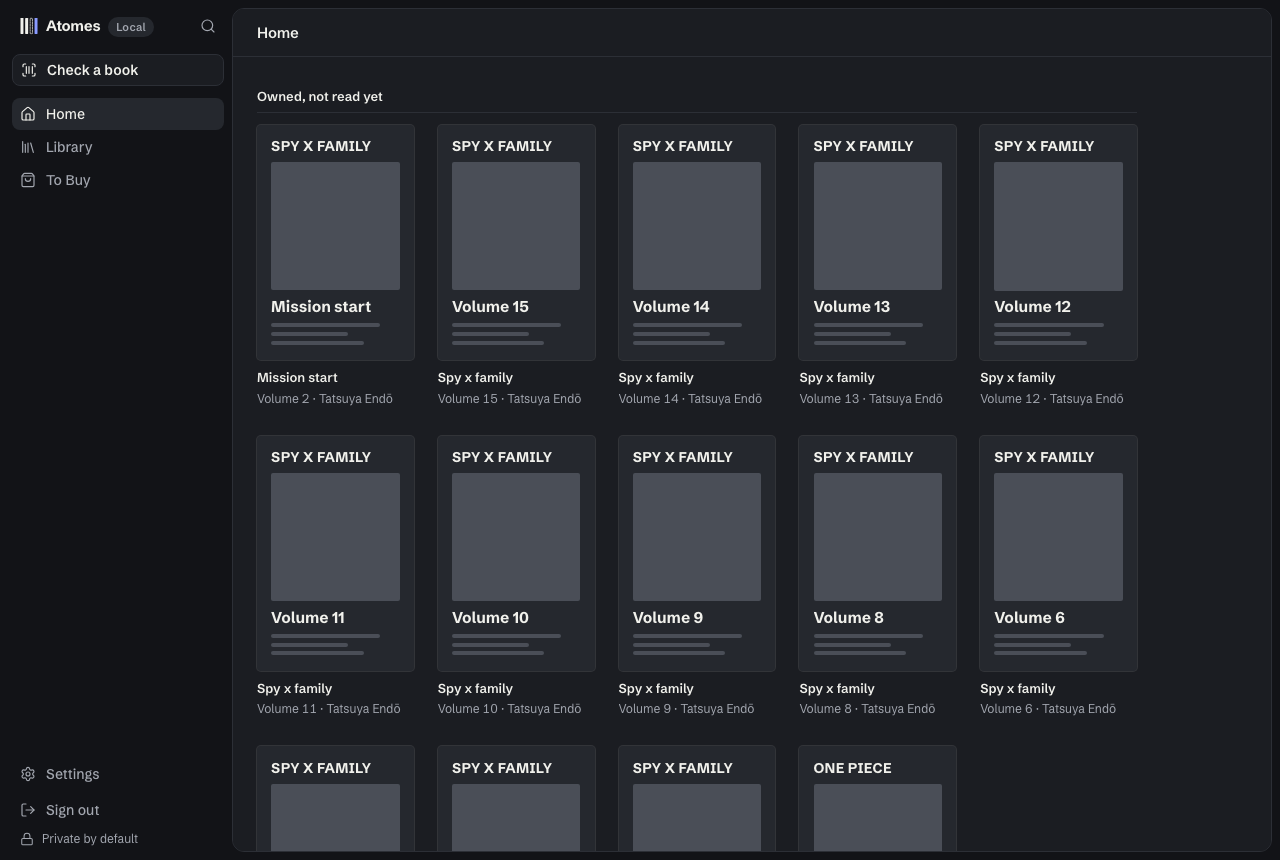 Atomes Local
Check a book
Home
Library
To Buy
Settings
Sign out
Private by default
Home
Owned, not read yet
SPY X FAMILY
Mission start
Mission start
Volume 2 · Tatsuya Endō
SPY X FAMILY
Volume 15
Spy x family
Volume 15 · Tatsuya Endō
SPY X FAMILY
Volume 14
Spy x family
Volume 14 · Tatsuya Endō
SPY X FAMILY
Volume 13
Spy x family
Volume 13 · Tatsuya Endō
SPY X FAMILY
Volume 12
Spy x family
Volume 12 · Tatsuya Endō
SPY X FAMILY
Volume 11
Spy x family
Volume 11 · Tatsuya Endō
SPY X FAMILY
Volume 10
Spy x family
Volume 10 · Tatsuya Endō
SPY X FAMILY
Volume 9
Spy x family
Volume 9 · Tatsuya Endō
SPY X FAMILY
Volume 8
Spy x family
Volume 8 · Tatsuya Endō
SPY X FAMILY
Volume 6
Spy x family
Volume 6 · Tatsuya Endō
SPY X FAMILY
SPY X FAMILY
SPY X FAMILY
ONE PIECE